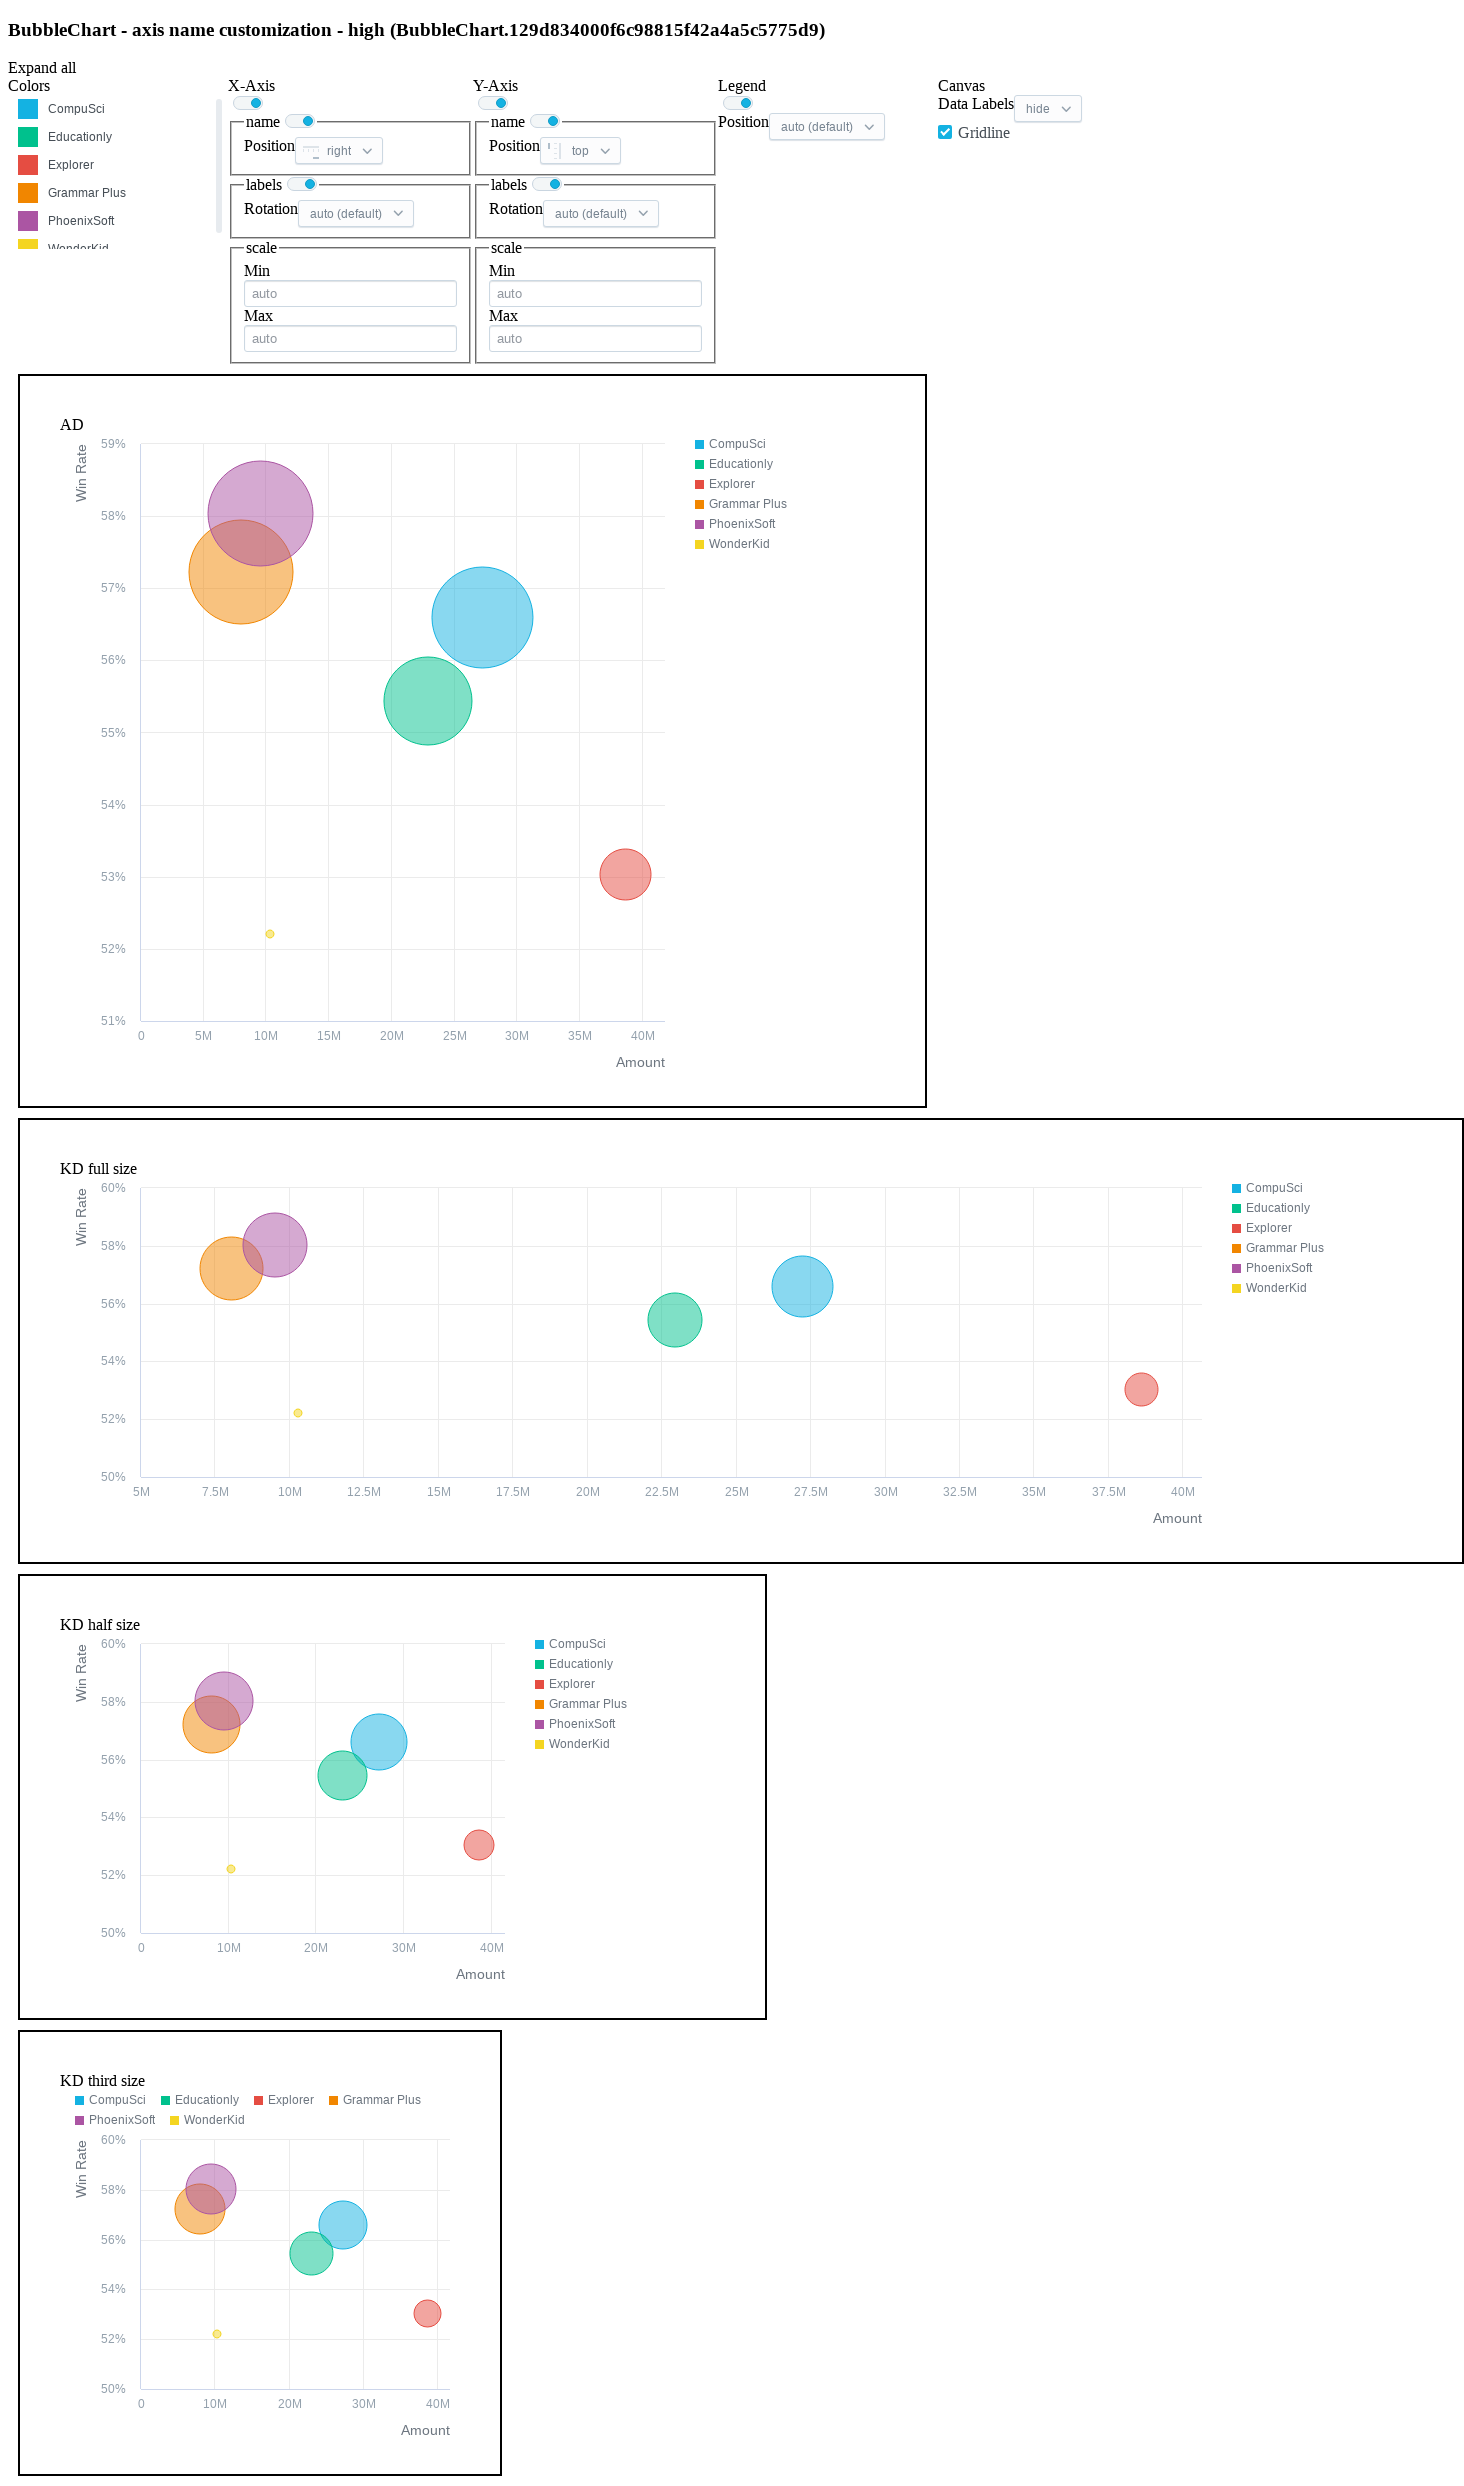 BubbleChart - axis name customization - high (BubbleChart.129d834000f6c98815f42a4a5c5775d9)
Expand all
Colors
CompuSci
Educationly
Explorer
Grammar Plus
PhoenixSoft
WonderKid
X-Axis
name
Position right
labels
Rotation auto (default)
scale
Min
auto
Max
auto
Y-Axis
name
Position top
labels
Rotation auto (default)
scale
Min
auto
Max
auto
Legend
Position auto (default)
Canvas
Data Labels hide
Gridline
AD
Win Rate
59%
58%
57%
56%
55%
54%
53%
52%
51%
0 5M 10M 15M 20M 25M 30M 35M 40M
Amount
CompuSci
Educationly
Explorer
Grammar Plus
PhoenixSoft
WonderKid
KD full size
Win Rate
60%
58%
56%
54%
52%
50%
5M 7.5M 10M 12.5M 15M 17.5M 20M 22.5M 25M 27.5M 30M 32.5M 35M 37.5M 40M
Amount
CompuSci
Educationly
Explorer
Grammar Plus
PhoenixSoft
WonderKid
KD half size
Win Rate
60%
58%
56%
54%
52%
50%
0 10M 20M 30M 40M
Amount
CompuSci
Educationly
Explorer
Grammar Plus
PhoenixSoft
WonderKid
KD third size
CompuSci Educationly Explorer Grammar Plus
PhoenixSoft WonderKid
Win Rate
60%
58%
56%
54%
52%
50%
0 10M 20M 30M 40M
Amount